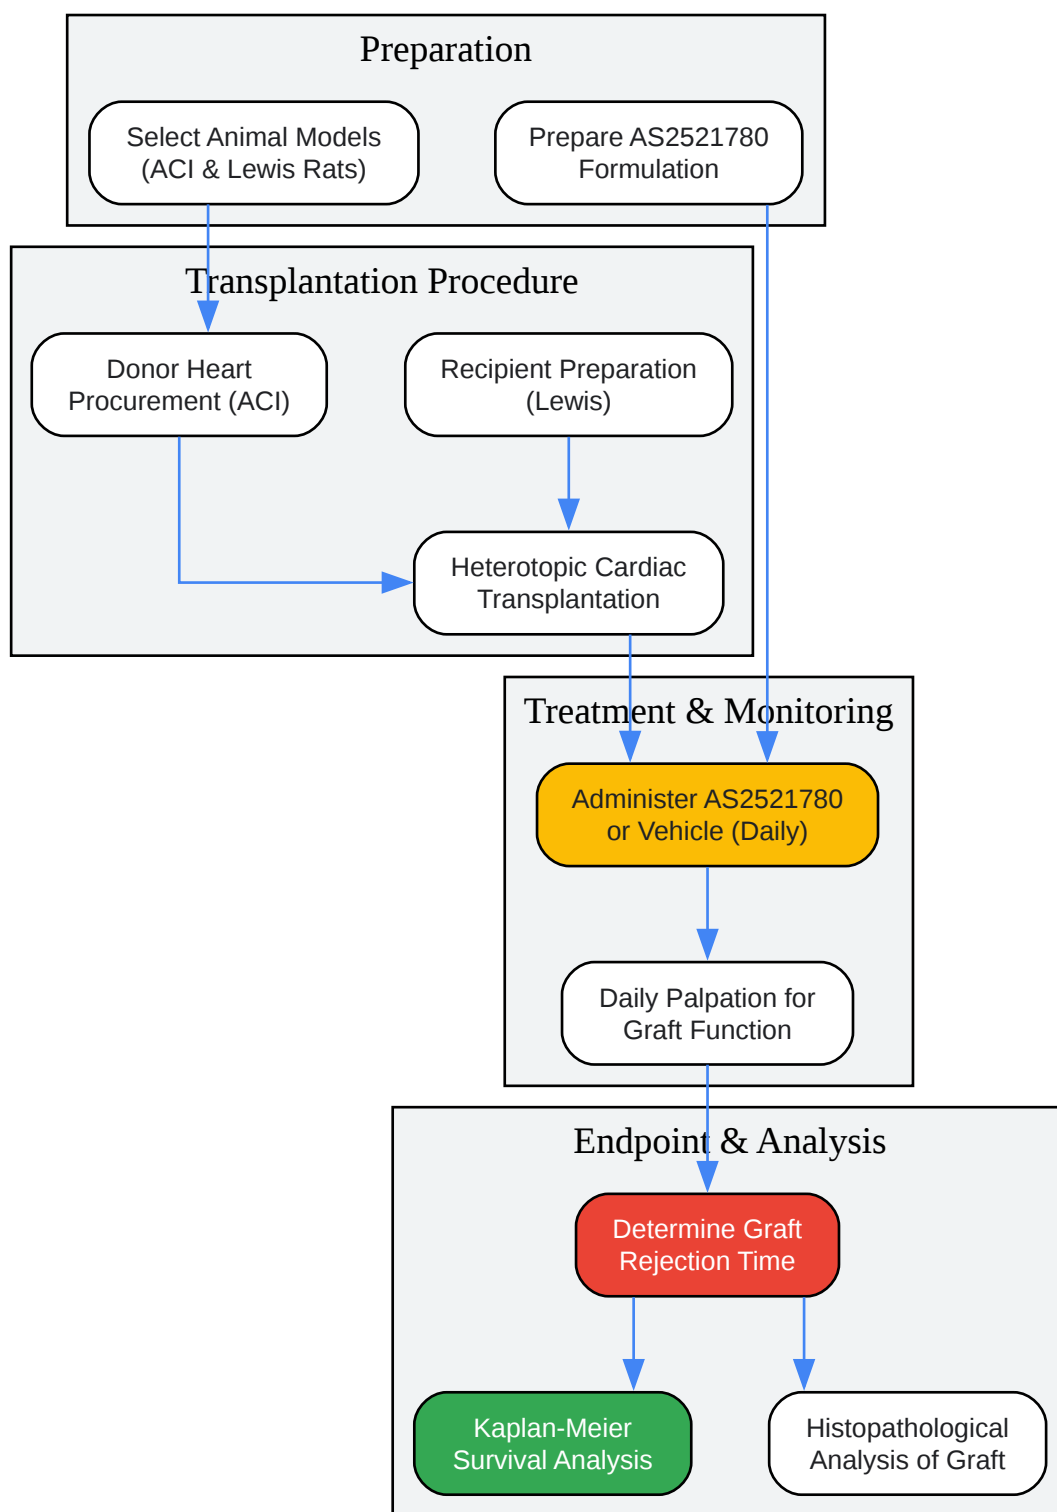 Preparation
Select Animal Models
(ACI & Lewis Rats)
Prepare AS2521780
Formulation
Transplantation Procedure
Donor Heart
Procurement (ACI)
Recipient Preparation
(Lewis)
Heterotopic Cardiac
Transplantation
Treatment & Monitoring
Administer AS2521780
or Vehicle (Daily)
Daily Palpation for
Graft Function
Endpoint & Analysis
Determine Graft
Rejection Time
Kaplan-Meier
Survival Analysis
Histopathological
Analysis of Graft